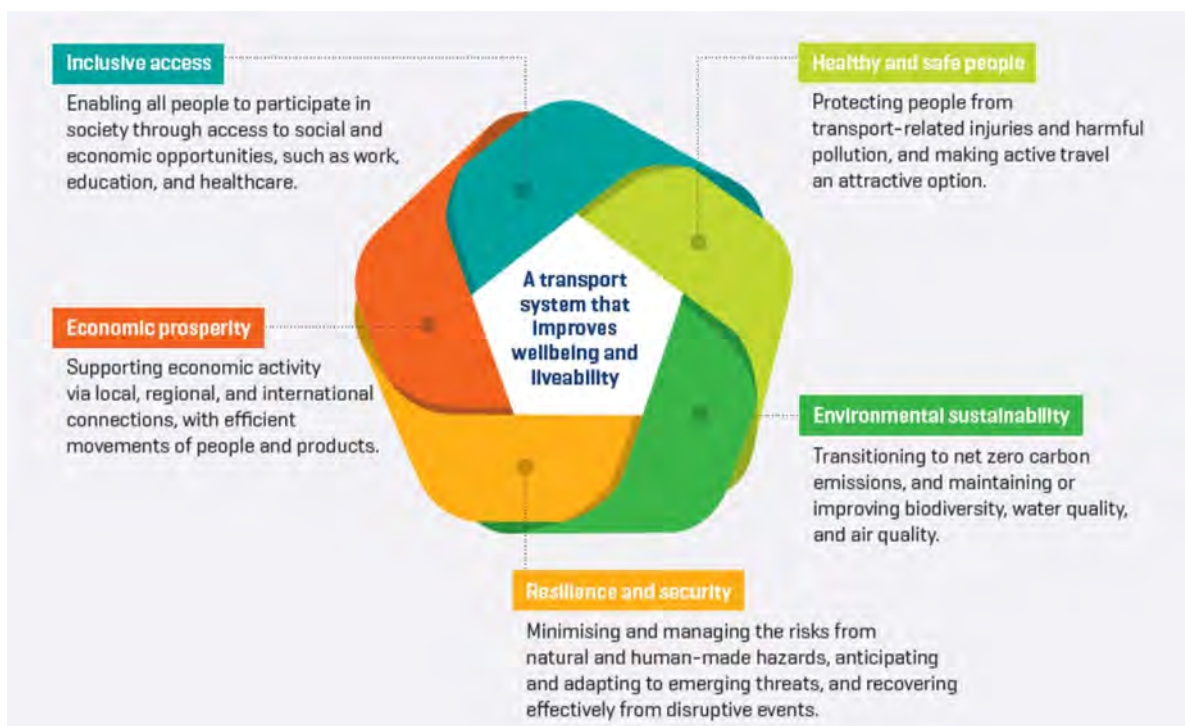 Inclusive access
Enabling all people to participate in
society through access to social and
economic opportunities, such as work,
education, and healthcare.
Healthy and safe people
Protecting people from
transport-related injuries and harmful
pollution, and making active travel
an attractive option.
A transport
system that
improves
wellbeing and
liveability
Economic prosperity
Supporting economic activity
via local, regional, and international
connections, with efficient
movements of people and products.
Environmental sustainability
Transitioning to net zero carbon
emissions, and maintaining or
improving biodiversity, water quality,
and air quality.
Resilience and security
Minimising and managing the risks from
natural and human-made hazards, anticipating
and adapting to emerging threats, and recovering
effectively from disruptive events.